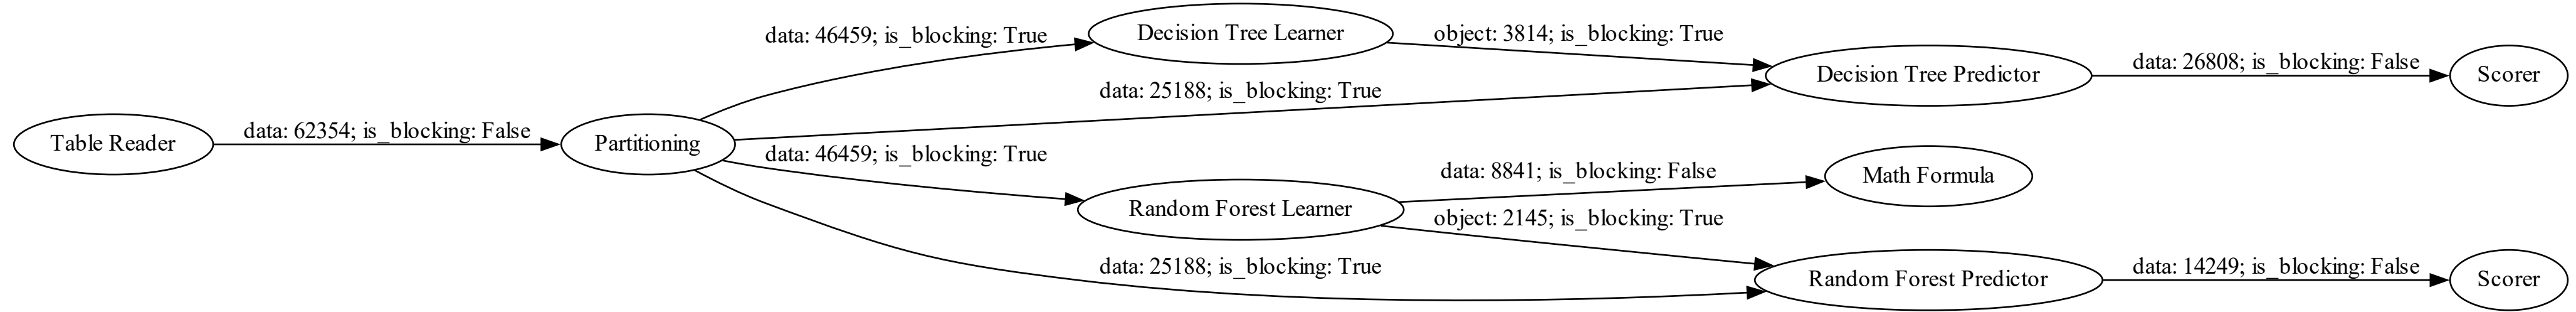 Table Reader
data: 62354; is_blocking: False
Partitioning
data: 46459; is_blocking: True
Decision Tree Learner
object: 3814; is_blocking: True
data: 25188; is_blocking: True
Decision Tree Predictor
data: 26808; is_blocking: False
Scorer
data: 46459; is_blocking: True
Random Forest Learner
data: 8841; is_blocking: False
Math Formula
object: 2145; is_blocking: True
data: 25188; is_blocking: True
Random Forest Predictor
data: 14249; is_blocking: False
Scorer